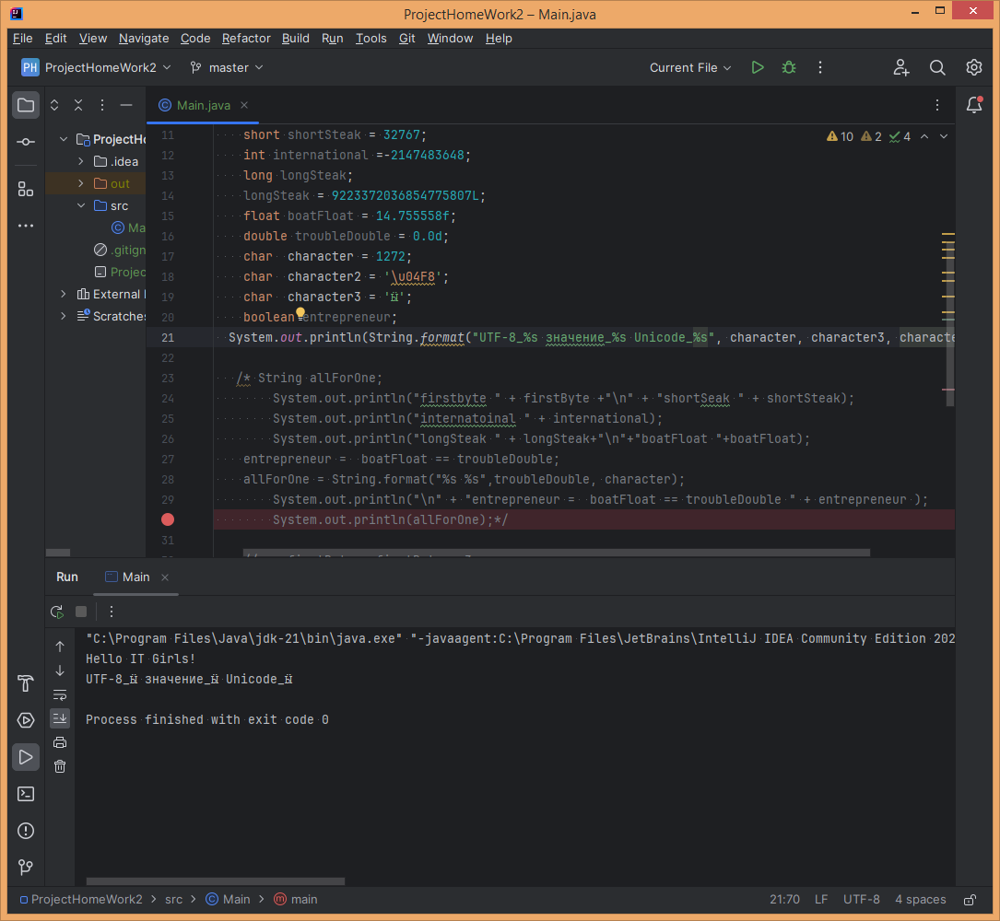 ProjectHomeWork2 – Main.java
File Edit View Navigate Code Refactor Build Run Tools Git Window Help
PH ProjectHomeWork2 master Current File
Main.java
ProjectHo
.idea
out
src
Ma
.gitign
Projec
External
Scratches
10 2 4
11 short shortSteak = 32767;
12 int international =-2147483648;
13 long longSteak;
14 longSteak = 9223372036854775807L;
15 float boatFloat = 14.755558f;
16 double troubleDouble = 0.0d;
17 char character = 1272;
18 char character2 = '\u04F8';
19 char character3 = 'Ӹ';
20 boolean entrepreneur;
21 System.out.println(String.format("UTF-8_%s значение_%s Unicode_%s", character, character3, characte
22
23 /* String allForOne;
24 System.out.println("firstbyte " + firstByte +"\n" + "shortSeak " + shortSteak);
25 System.out.println("internatoinal " + international);
26 System.out.println("longSteak " + longSteak+"\n"+"boatFloat "+boatFloat);
27 entrepreneur = boatFloat == troubleDouble;
28 allForOne = String.format("%s %s",troubleDouble, character);
29 System.out.println("\n" + "entrepreneur = boatFloat == troubleDouble " + entrepreneur );
System.out.println(allForOne);*/
31
Run Main
"C:\Program Files\Java\jdk-21\bin\java.exe" "-javaagent:C:\Program Files\JetBrains\IntelliJ IDEA Community Edition 202
Hello IT Girls!
UTF-8_Ӹ значение_Ӹ Unicode_Ӹ
Process finished with exit code 0
ProjectHomeWork2 > src > Main > main 21:70 LF UTF-8 4 spaces